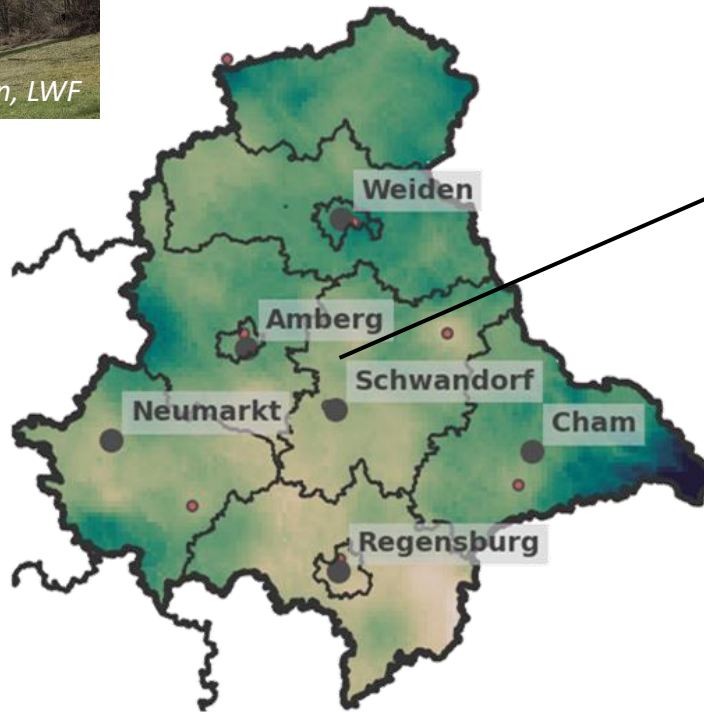 LWF
Weiden
Amberg
Schwandorf
Neumarkt
Cham
Regensburg